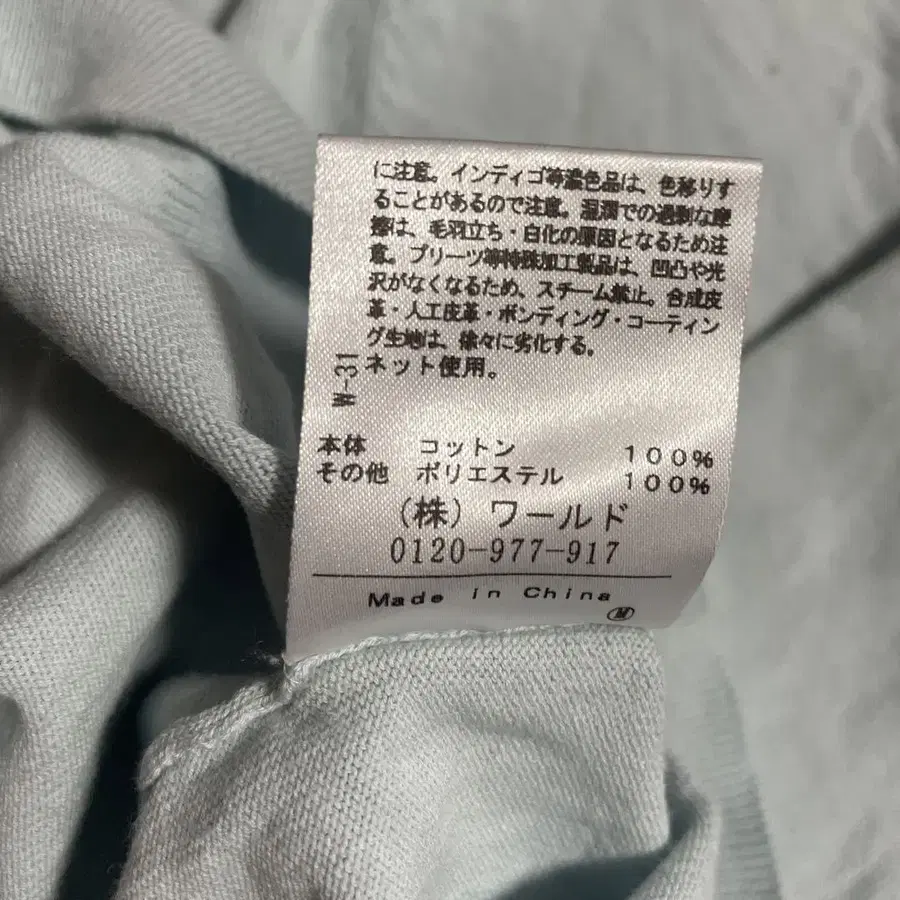 に注意。インディゴ等濃色品は、色移りす
ることがあるので注意。湿潤での過剰な摩
擦は、毛羽立ち・白化の原因となるため注
意。プリーツ等特殊加工製品は、凹凸や光
沢がなくなるため、スチーム禁止。合成皮
革・人工皮革・ボンディング・コーティン
グ生地は、徐々に劣化する。
ネット使用。
W-31
本体 コットン 100%
その他 ポリエステル 100%
(株)ワールド
0120-977-917
Made in China